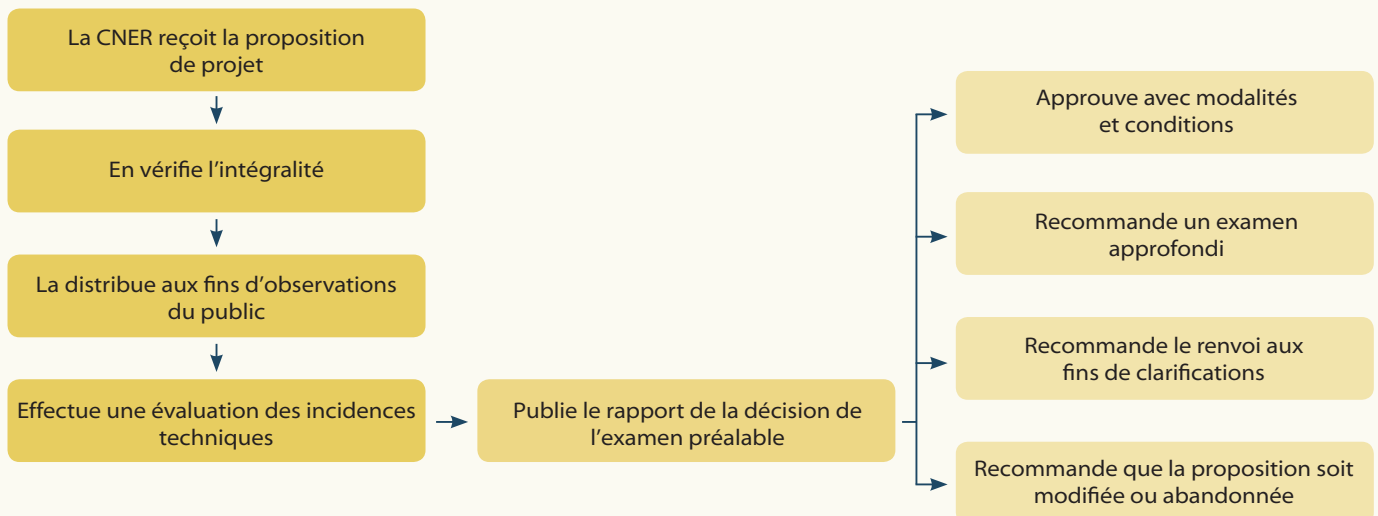 La CNER reçoit la proposition
de projet
En vérifie l'intégralité
La distribue aux fins d'observations
du public
Effectue une évaluation des incidences
techniques
Publie le rapport de la décision de
l'examen préalable
Approuve avec modalités
et conditions
Recommande un examen
approfondi
Recommande le renvoi aux
fins de clarifications
Recommande que la proposition soit
modifiée ou abandonnée